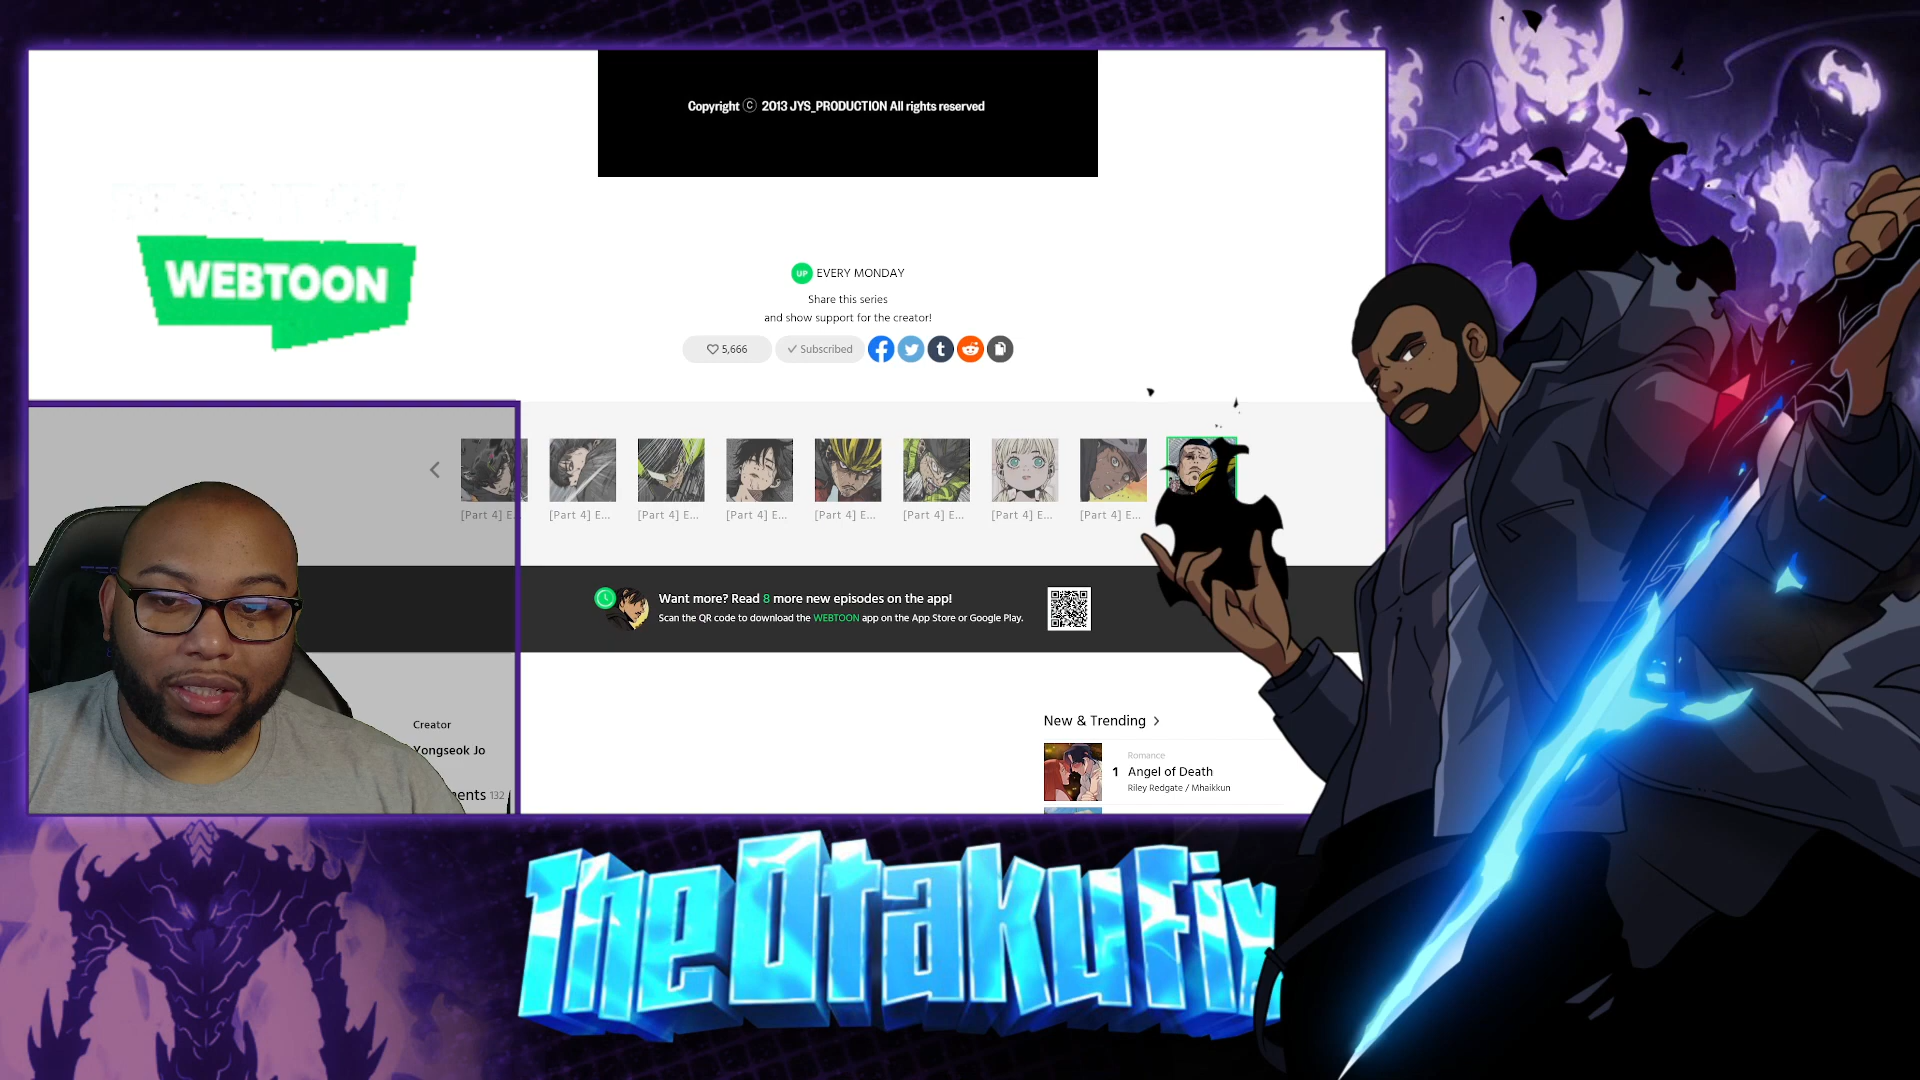 Copyright Ⓒ 2013 JYS_PRODUCTION All rights reserved
WEBTOON
UP EVERY MONDAY
Share this series
and show support for the creator!
5,666
Subscribed
[Part 4] E...
[Part 4] E...
[Part 4] E...
[Part 4] E...
[Part 4] E...
[Part 4] E...
[Part 4] E...
[Part 4] E...
Want more? Read 8 more new episodes on the app!
Scan the QR code to download the WEBTOON app on the App Store or Google Play.
Creator
Yongseok Jo
ments 132
New & Trending
Romance
1 Angel of Death
Riley Redgate / Mhaikkun
TheOtakuFix